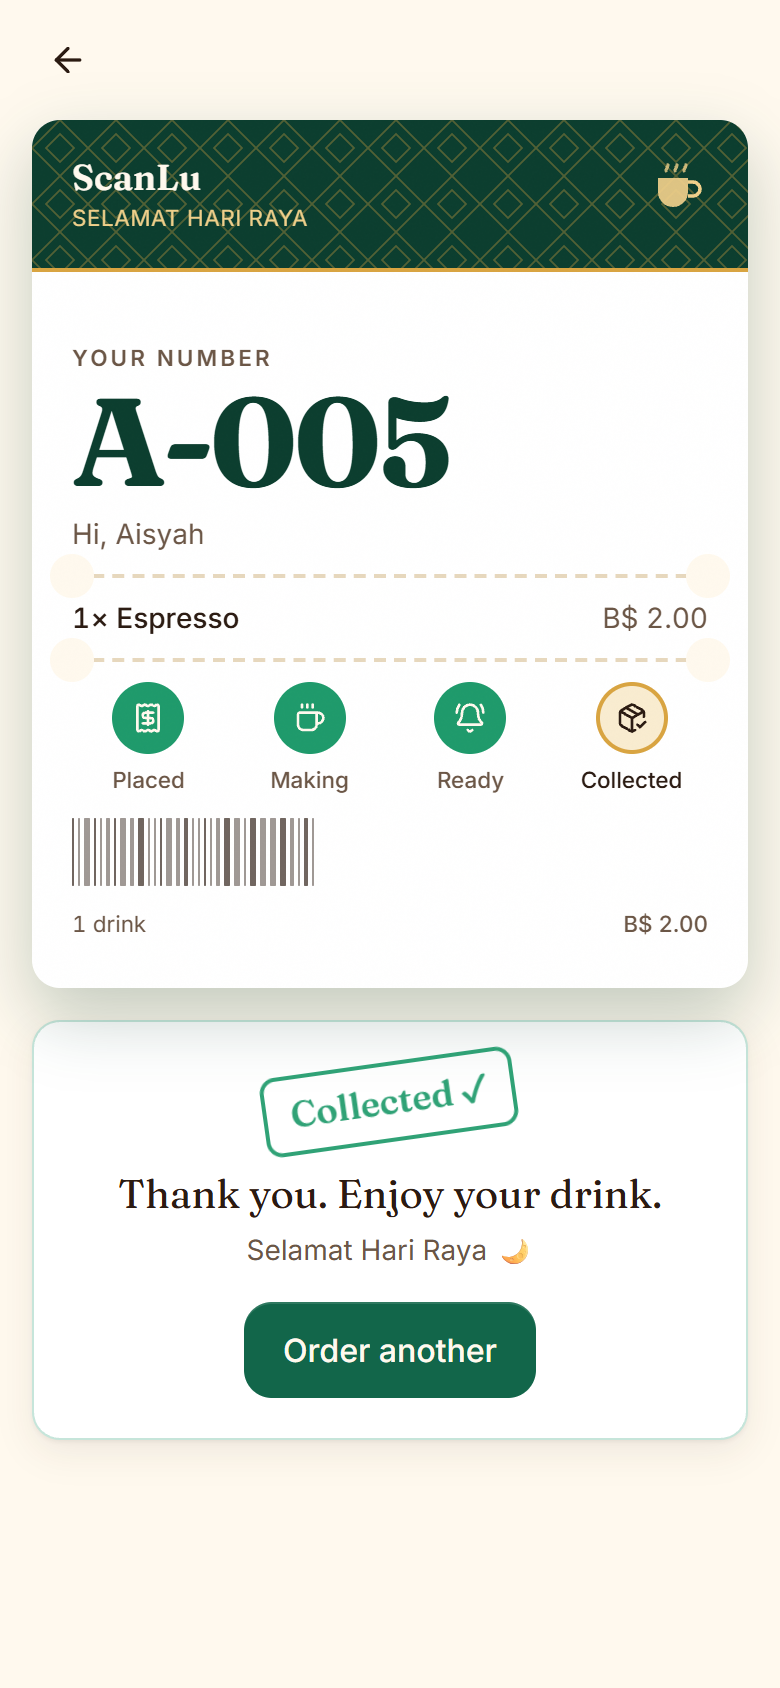 ScanLu
SELAMAT HARI RAYA
YOUR NUMBER
A-005
Hi, Aisyah
1× Espresso B$ 2.00
Placed Making Ready Collected
1 drink B$ 2.00
Collected ✓
Thank you. Enjoy your drink.
Selamat Hari Raya 🌙
Order another